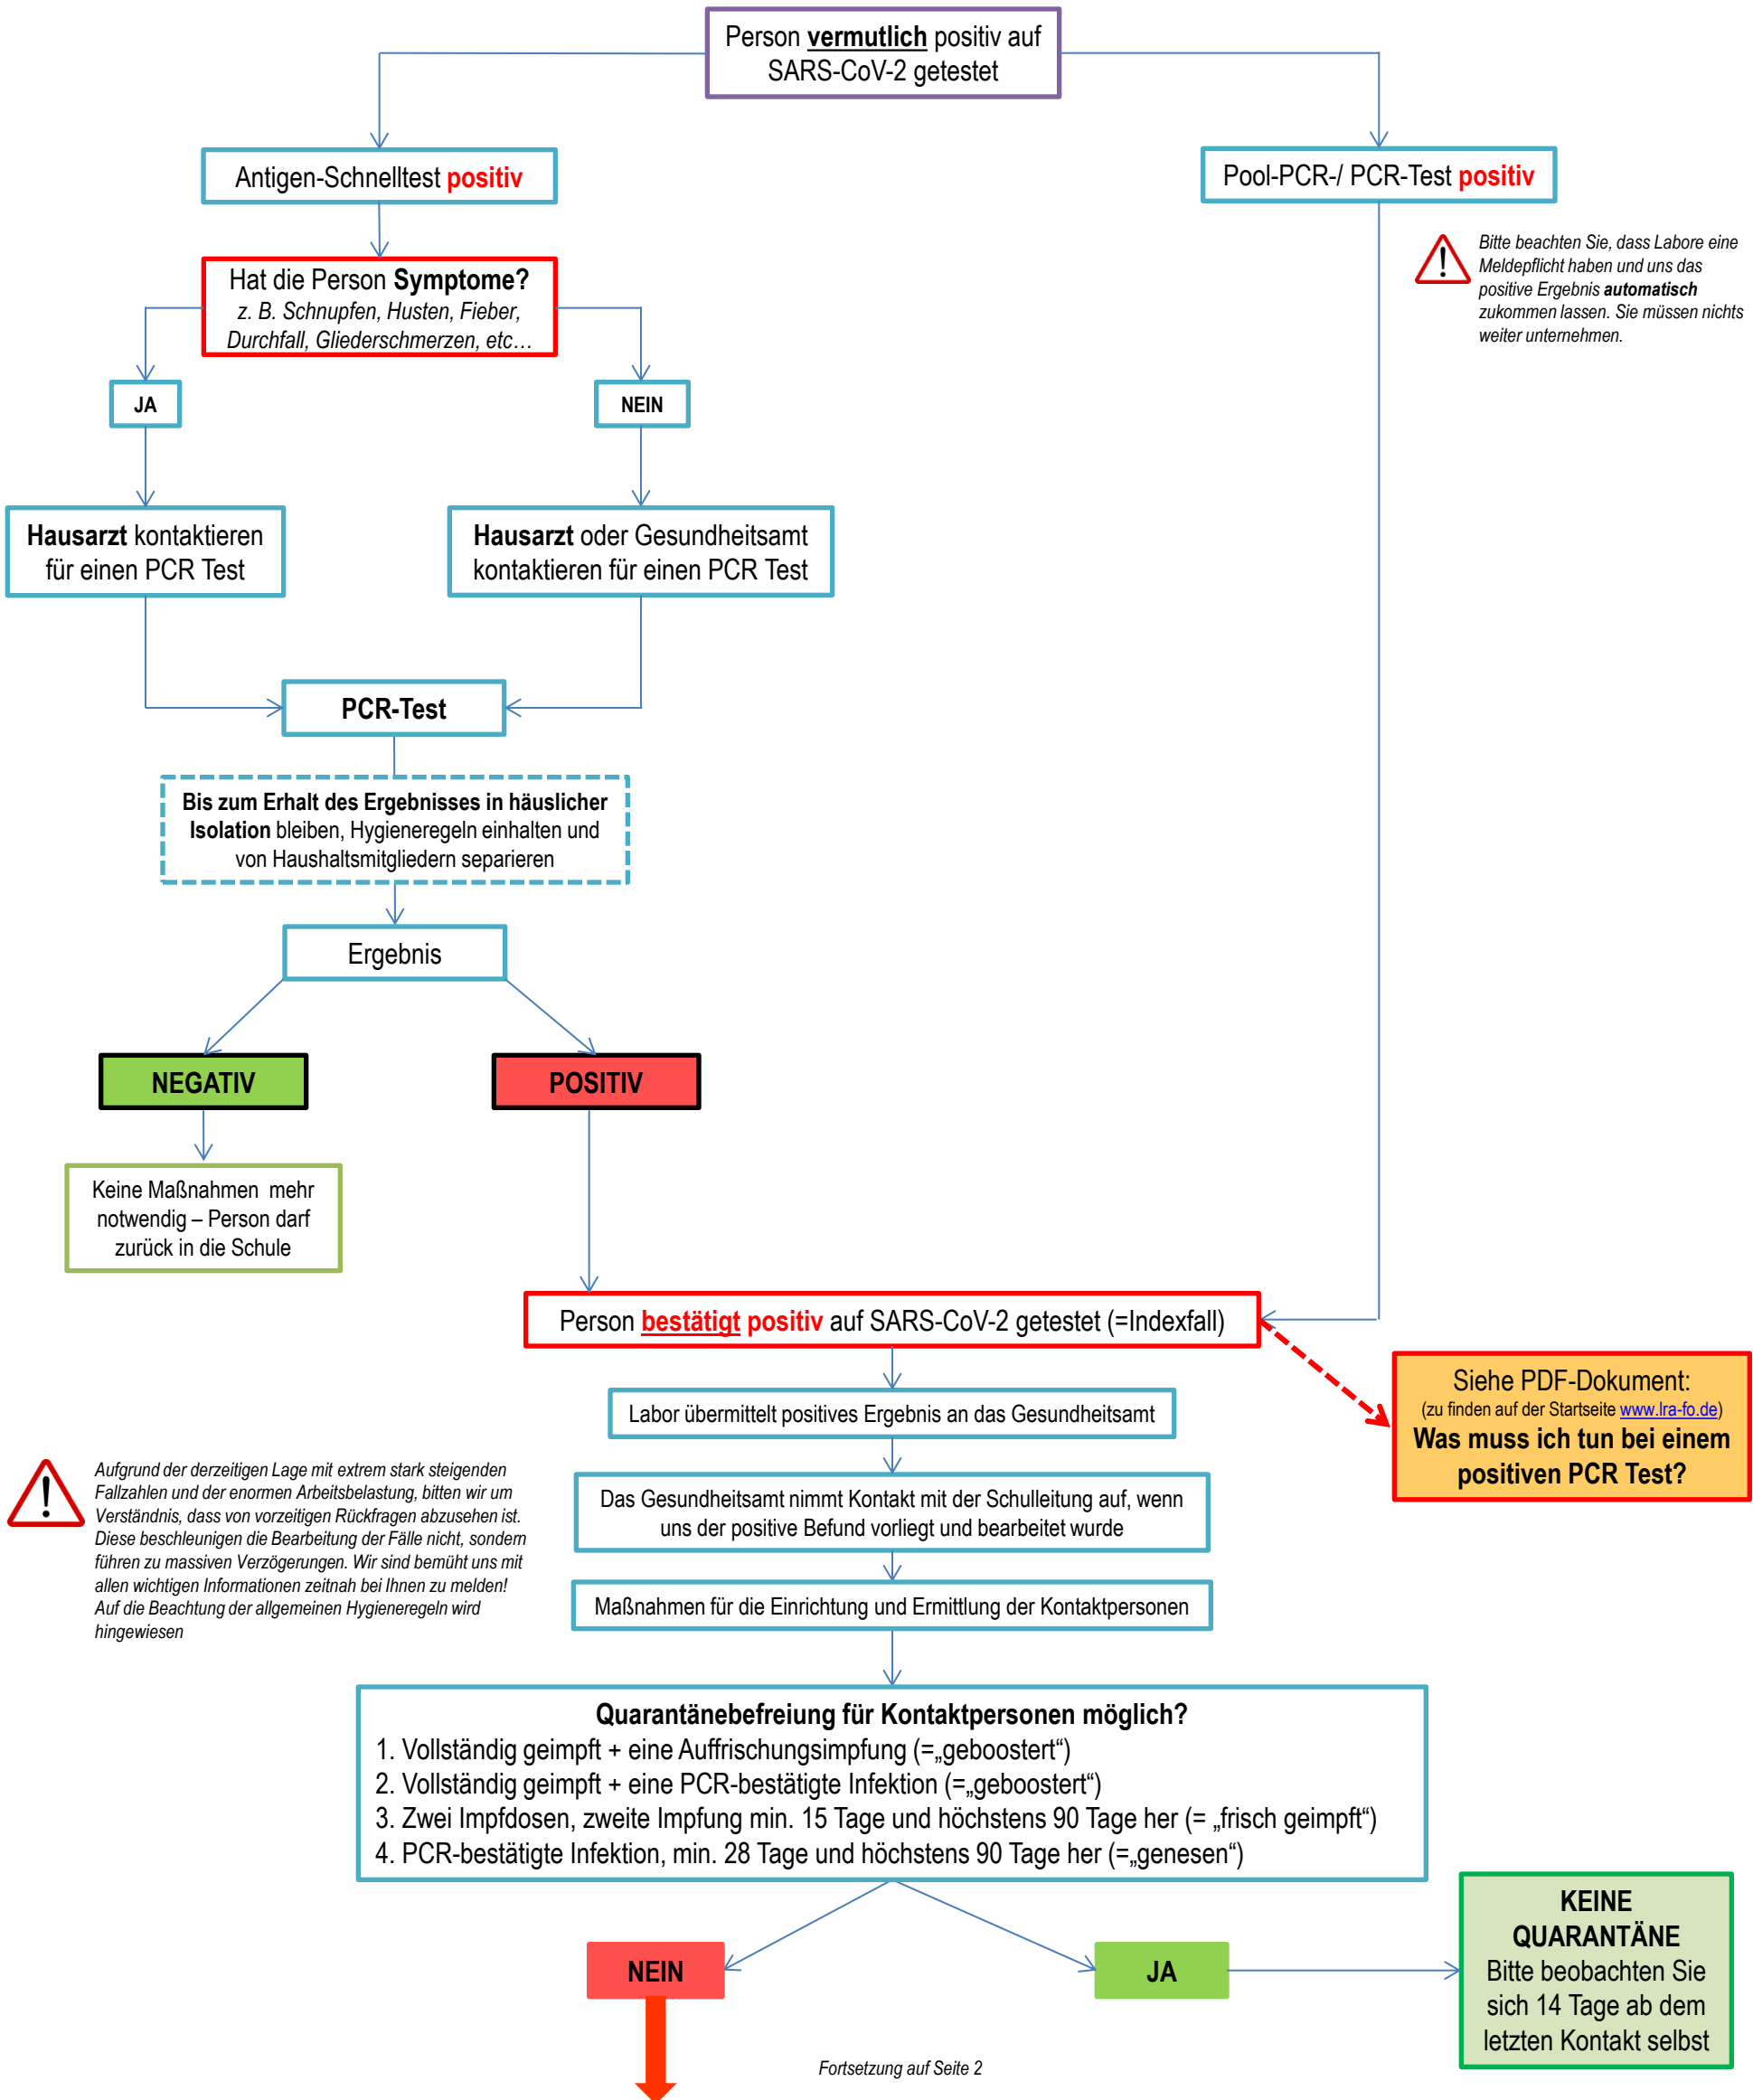 Person vermutlich positiv auf
SARS-CoV-2 getestet
Antigen-Schnelltest positiv
Pool-PCR-/ PCR-Test positiv
Bitte beachten Sie, dass Labore eine
Meldepflicht haben und uns das
positive Ergebnis automatisch
zukommen lassen. Sie müssen nichts
weiter unternehmen.
Hat die Person Symptome?
z. B. Schnupfen, Husten, Fieber,
Durchfall, Gliederschmerzen, etc…
JA
NEIN
Hausarzt kontaktieren
für einen PCR Test
Hausarzt oder Gesundheitsamt
kontaktieren für einen PCR Test
PCR-Test
Bis zum Erhalt des Ergebnisses in häuslicher
Isolation bleiben, Hygieneregeln einhalten und
von Haushaltsmitgliedern separieren
Ergebnis
NEGATIV
POSITIV
Keine Maßnahmen mehr
notwendig – Person darf
zurück in die Schule
Person bestätigt positiv auf SARS-CoV-2 getestet (=Indexfall)
Siehe PDF-Dokument:
(zu finden auf der Startseite www.lra-fo.de)
Was muss ich tun bei einem
positiven PCR Test?
Labor übermittelt positives Ergebnis an das Gesundheitsamt
Aufgrund der derzeitigen Lage mit extrem stark steigenden
Fallzahlen und der enormen Arbeitsbelastung, bitten wir um
Verständnis, dass von vorzeitigen Rückfragen abzusehen ist.
Diese beschleunigen die Bearbeitung der Fälle nicht, sondern
führen zu massiven Verzögerungen. Wir sind bemüht uns mit
allen wichtigen Informationen zeitnah bei Ihnen zu melden!
Auf die Beachtung der allgemeinen Hygieneregeln wird
hingewiesen
Das Gesundheitsamt nimmt Kontakt mit der Schulleitung auf, wenn
uns der positive Befund vorliegt und bearbeitet wurde
Maßnahmen für die Einrichtung und Ermittlung der Kontaktpersonen
Quarantänebefreiung für Kontaktpersonen möglich?
1. Vollständig geimpft + eine Auffrischungsimpfung (=„geboostert“)
2. Vollständig geimpft + eine PCR-bestätigte Infektion (=„geboostert“)
3. Zwei Impfdosen, zweite Impfung min. 15 Tage und höchstens 90 Tage her (= „frisch geimpft“)
4. PCR-bestätigte Infektion, min. 28 Tage und höchstens 90 Tage her (=„genesen“)
NEIN
JA
KEINE
QUARANTÄNE
Bitte beobachten Sie
sich 14 Tage ab dem
letzten Kontakt selbst
Fortsetzung auf Seite 2